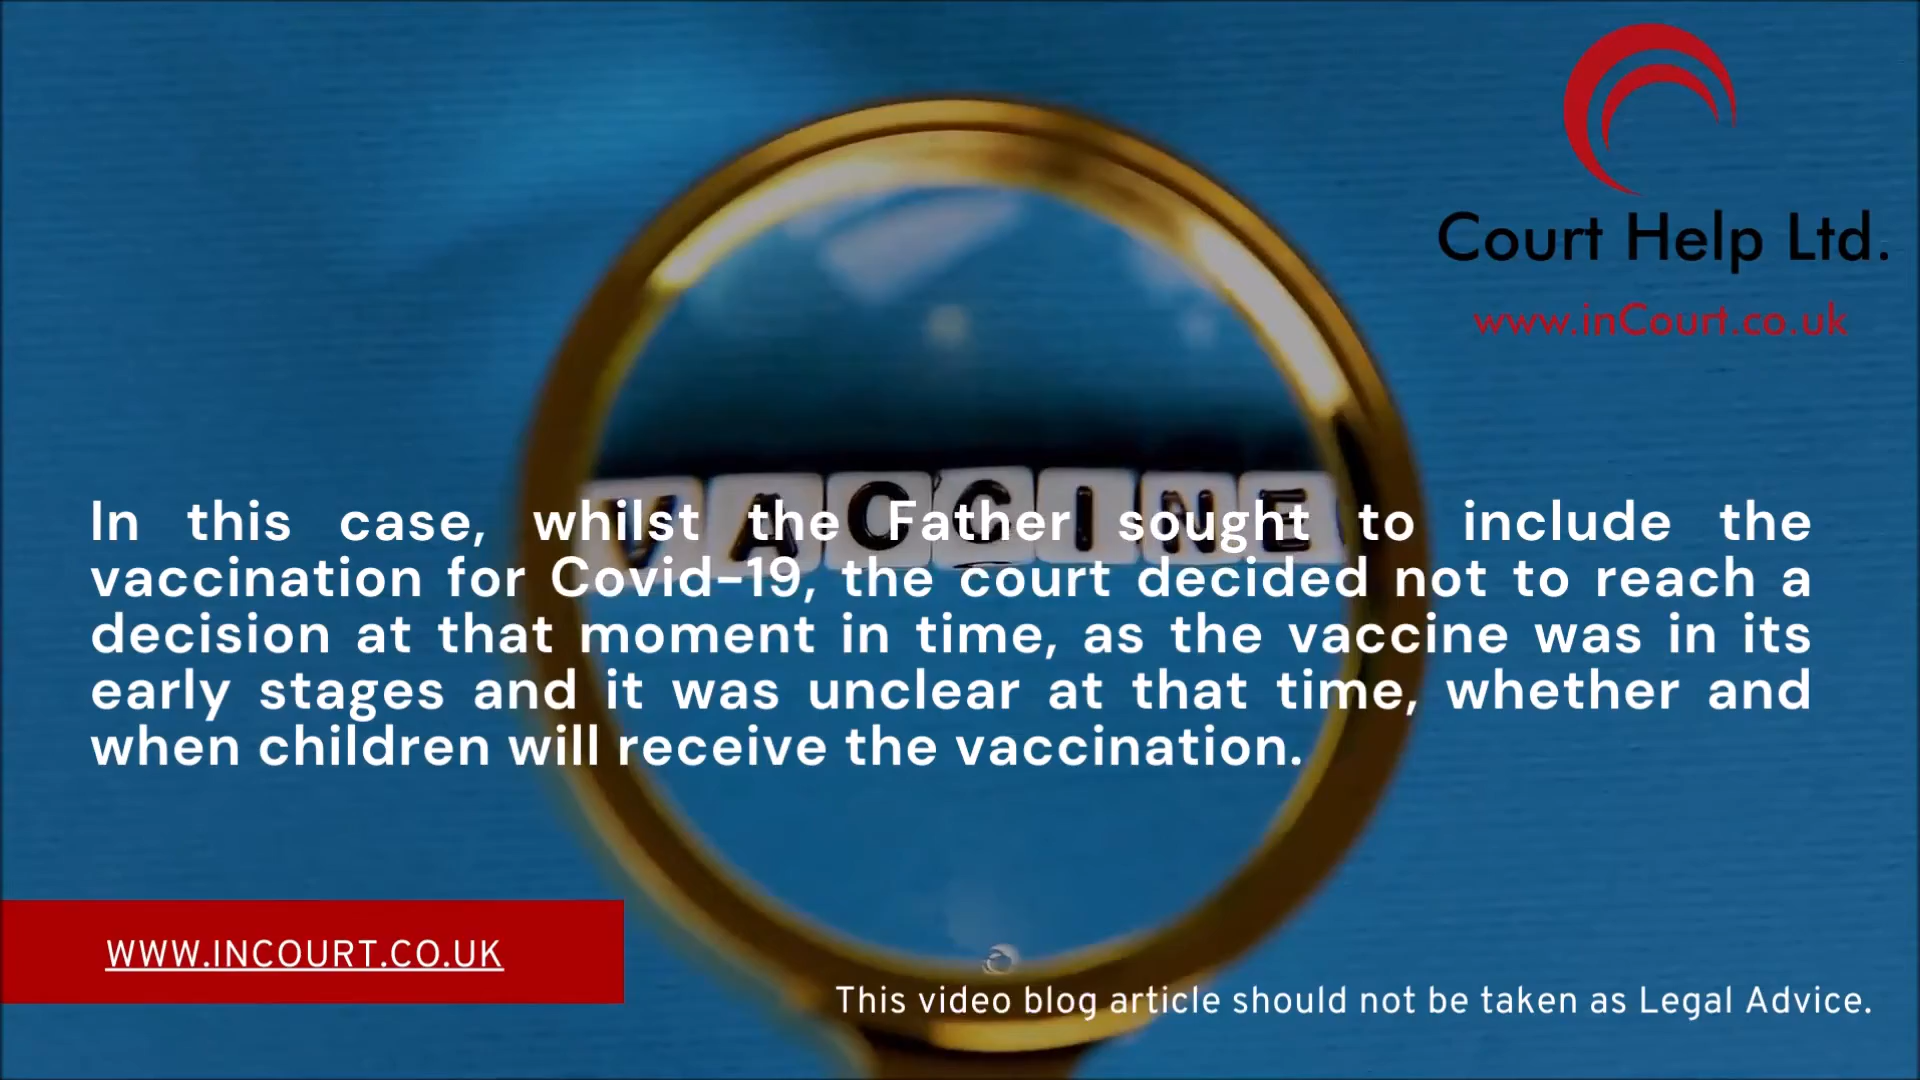 Court Help Ltd.
www.inCourt.co.uk
VACCINE
In this case, whilst the Father sought to include the
vaccination for Covid-19, the court decided not to reach a
decision at that moment in time, as the vaccine was in its
early stages and it was unclear at that time, whether and
when children will receive the vaccination.
WWW.INCOURT.CO.UK
This video blog article should not be taken as Legal Advice.